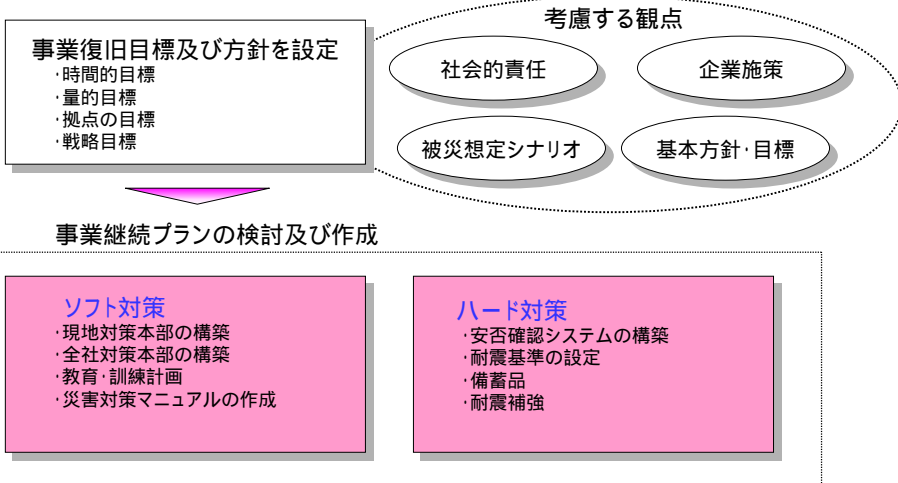 考慮する観点
事業復旧目標及び方針を設定
・時間的目標
・量的目標
・拠点の目標
・戦略目標
社会的責任
企業施策
被災想定シナリオ
基本方針・目標
事業継続プランの検討及び作成
ソフト対策
・現地対策本部の構築
・全社対策本部の構築
・教育・訓練計画
・災害対策マニュアルの作成
ハード対策
・安否確認システムの構築
・耐震基準の設定
・備蓄品
・耐震補強